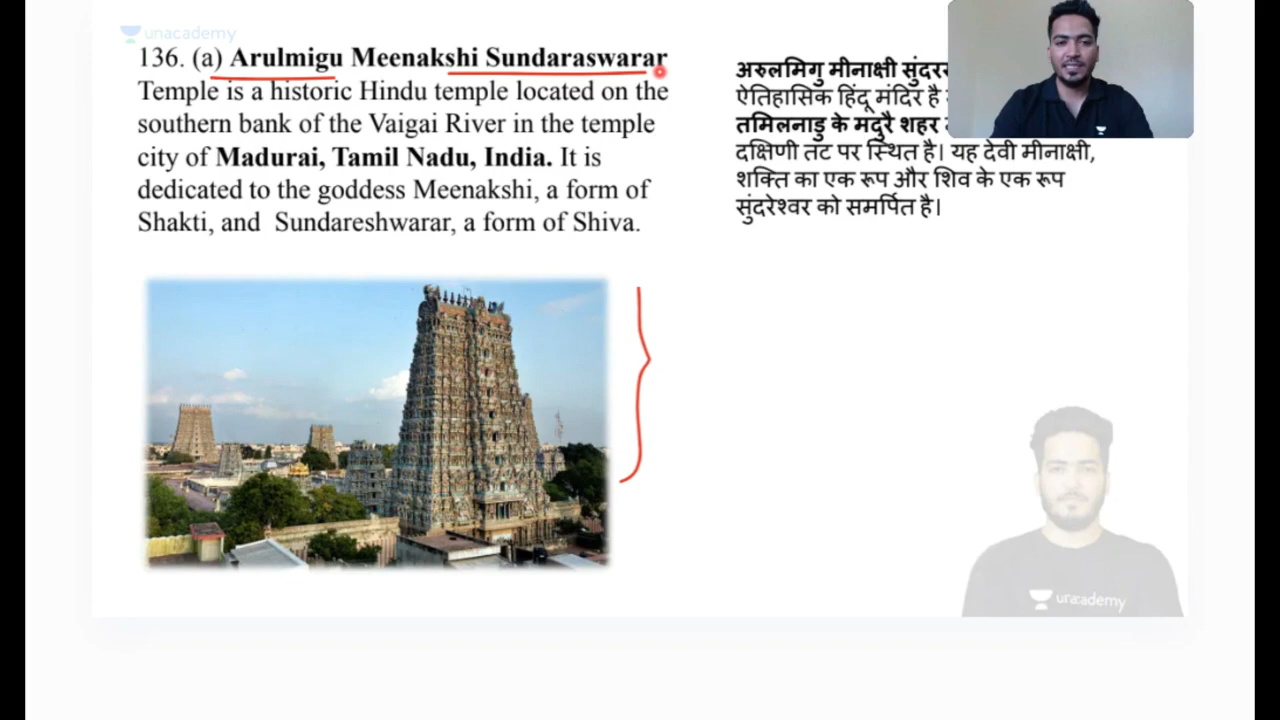 unacademy
136. (a) Arulmigu Meenakshi Sundaraswarar
Temple is a historic Hindu temple located on the
southern bank of the Vaigai River in the temple
city of Madurai, Tamil Nadu, India. It is
dedicated to the goddess Meenakshi, a form of
Shakti, and Sundareshwarar, a form of Shiva.
अरुलमिगु मीनाक्षी
ऐतिहासिक हिंदू मंदिर है
तमिलनाडु के मदुरै शहर
दक्षिणी तट पर स्थित है। यह देवी मीनाक्षी,
शक्ति का एक रूप और शिव के एक रूप
सुंदरेश्वर को समर्पित है।
unacademy